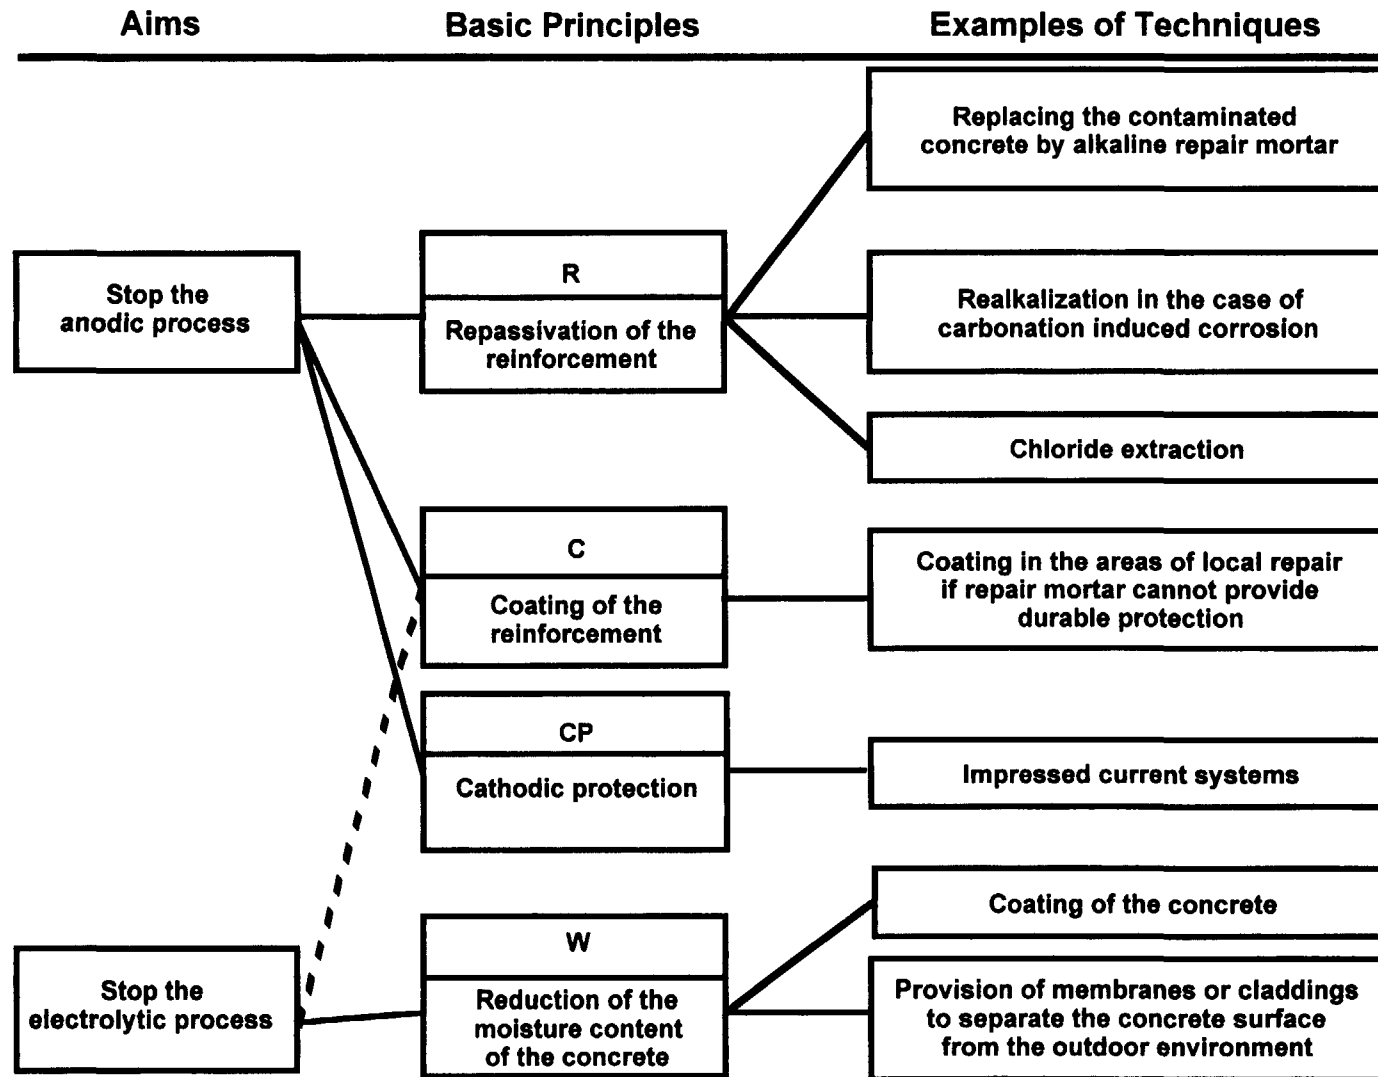 Aims
Basic Principles
Examples of Techniques
Replacing the contaminated
concrete by alkaline repair mortar
Stop the
anodic process
R
Repassivation of the
reinforcement
Realkalization in the case of
carbonation induced corrosion
Chloride extraction
C
Coating of the
reinforcement
Coating in the areas of local repair
if repair mortar cannot provide
durable protection
CP
Cathodic protection
Impressed current systems
Stop the
electrolytic process
W
Reduction of the
moisture content
of the concrete
Coating of the concrete
Provision of membranes or claddings
to separate the concrete surface
from the outdoor environment